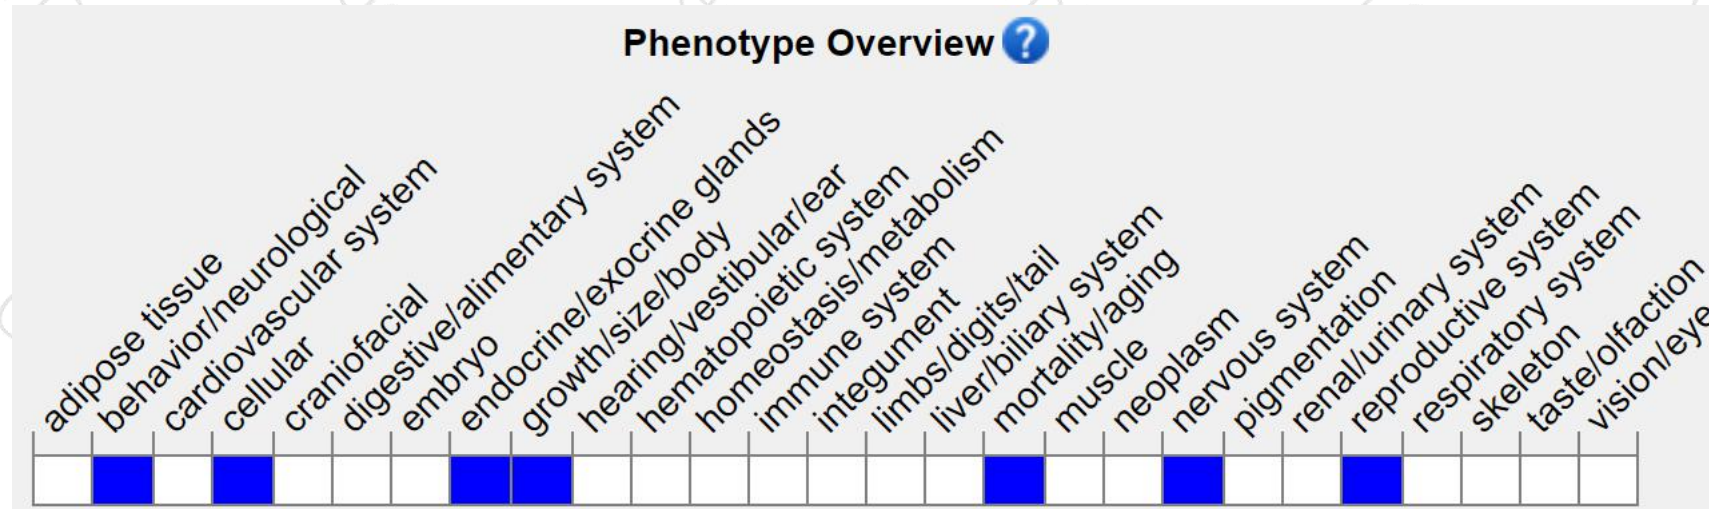 Phenotype Overview ?
adipose tissue
behavior/neurological
cardiovascular system
cellular
craniofacial
digestive/alimentary system
embryo
endocrine/exocrine glands
growth/size/body
hearing/vestibular/ear
hematopoietic system
homeostasis/metabolism
immune system
integument
limbs/digits/tail
liver/biliary system
mortality/aging
muscle
neoplasm
nervous system
pigmentation
renal/urinary system
reproductive system
respiratory system
skeleton
taste/olfaction
vision/eye